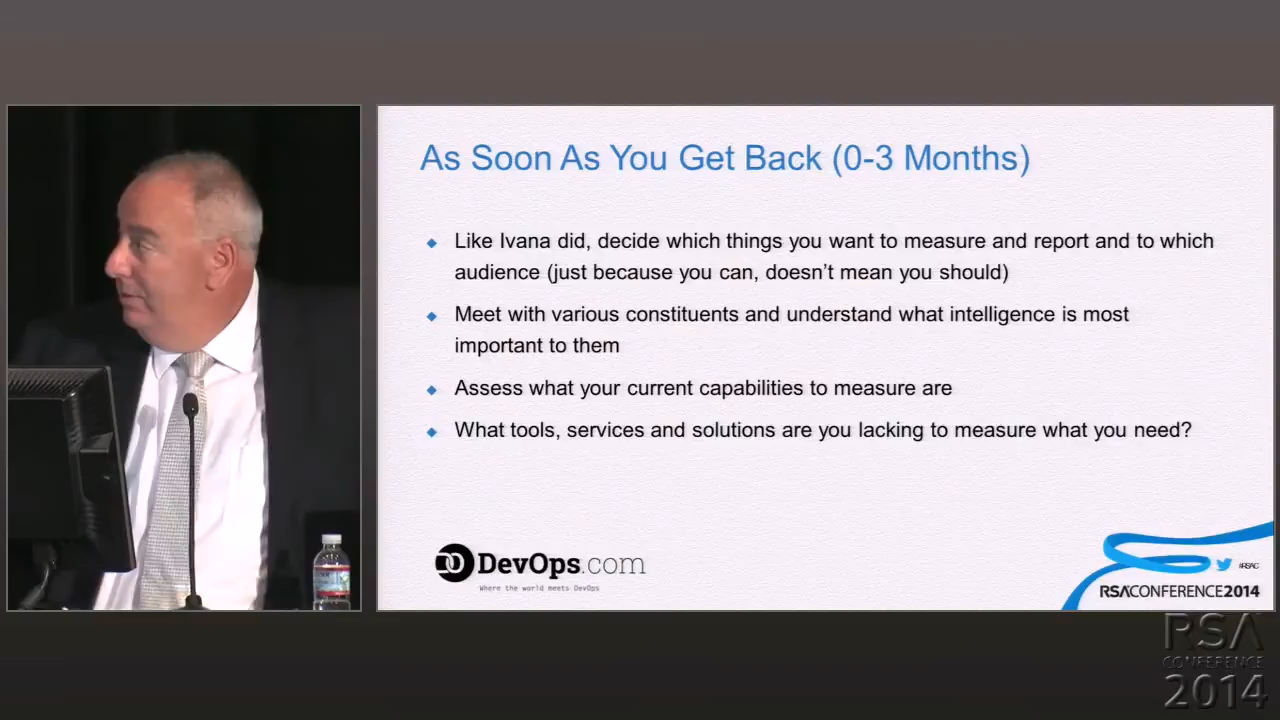 As Soon As You Get Back (0-3 Months)
Like Ivana did, decide which things you want to measure and report and to which
audience (just because you can, doesn't mean you should)
Meet with various constituents and understand what intelligence is most
important to them
Assess what your current capabilities to measure are
What tools, services and solutions are you lacking to measure what you need?
DevOps.com
Where the world meets DevOps
#RSAC
RSACONFERENCE2014
RSA
CONFERENCE
2014